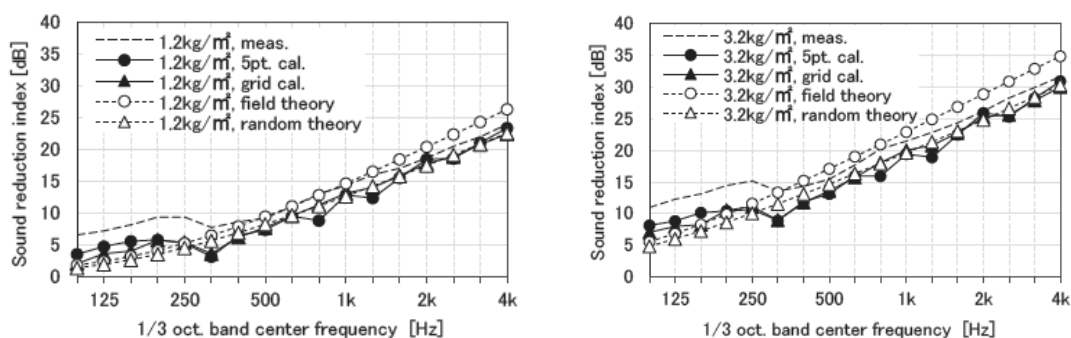 40
35
30
25
20
15
10
5
0
Sound reduction index [dB]
1.2kg/㎡, meas.
1.2kg/㎡, 5pt. cal.
1.2kg/㎡, grid cal.
1.2kg/㎡, field theory
1.2kg/㎡, random theory
125 250 500 1k 2k 4k
1/3 oct. band center frequency [Hz]
40
35
30
25
20
15
10
5
0
Sound reduction index [dB]
3.2kg/㎡, meas.
3.2kg/㎡, 5pt. cal.
3.2kg/㎡, grid cal.
3.2kg/㎡, field theory
3.2kg/㎡, random theory
125 250 500 1k 2k 4k
1/3 oct. band center frequency [Hz]